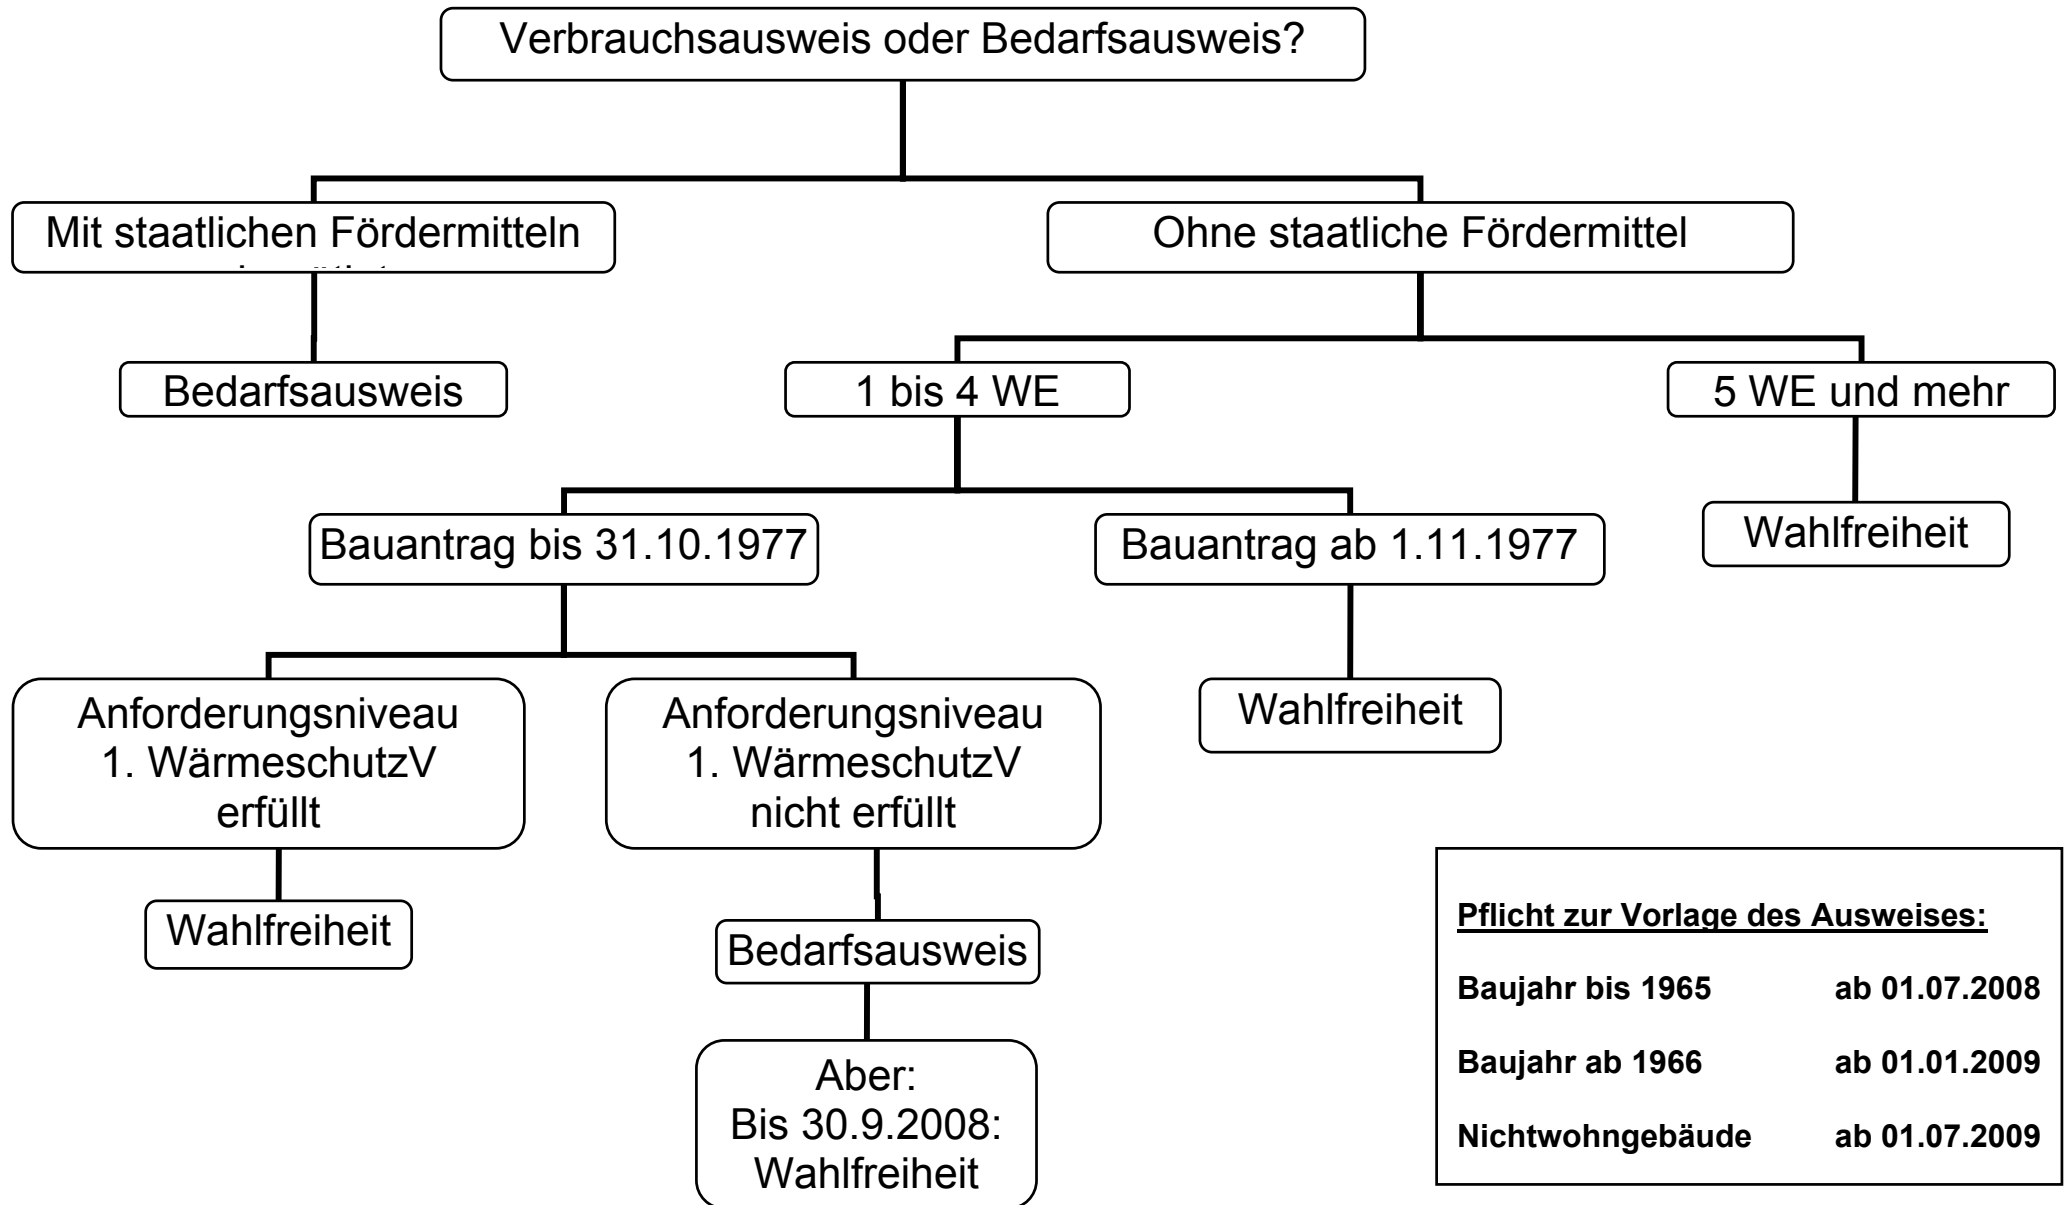 Verbrauchsausweis oder Bedarfsausweis?
Mit staatlichen Fördermitteln
Ohne staatliche Fördermittel
Bedarfsausweis
1 bis 4 WE
5 WE und mehr
Bauantrag bis 31.10.1977
Bauantrag ab 1.11.1977
Wahlfreiheit
Anforderungsniveau
1. WärmeschutzV
erfüllt
Anforderungsniveau
1. WärmeschutzV
nicht erfüllt
Wahlfreiheit
Wahlfreiheit
Bedarfsausweis
Aber:
Bis 30.9.2008:
Wahlfreiheit
Pflicht zur Vorlage des Ausweises:
Baujahr bis 1965 ab 01.07.2008
Baujahr ab 1966 ab 01.01.2009
Nichtwohngebäude ab 01.07.2009